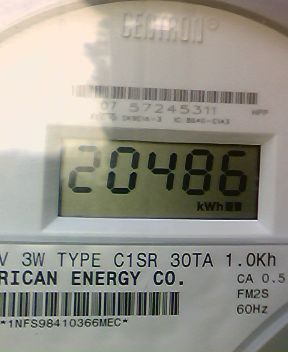 CENTRON®
07 57245311
NPP
20486
kWh
V 3W TYPE C1SR 30TA 1.0Kh
RICAN ENERGY CO.
CA 0.5
FM2S
*1NFS98410366MEC*
60Hz